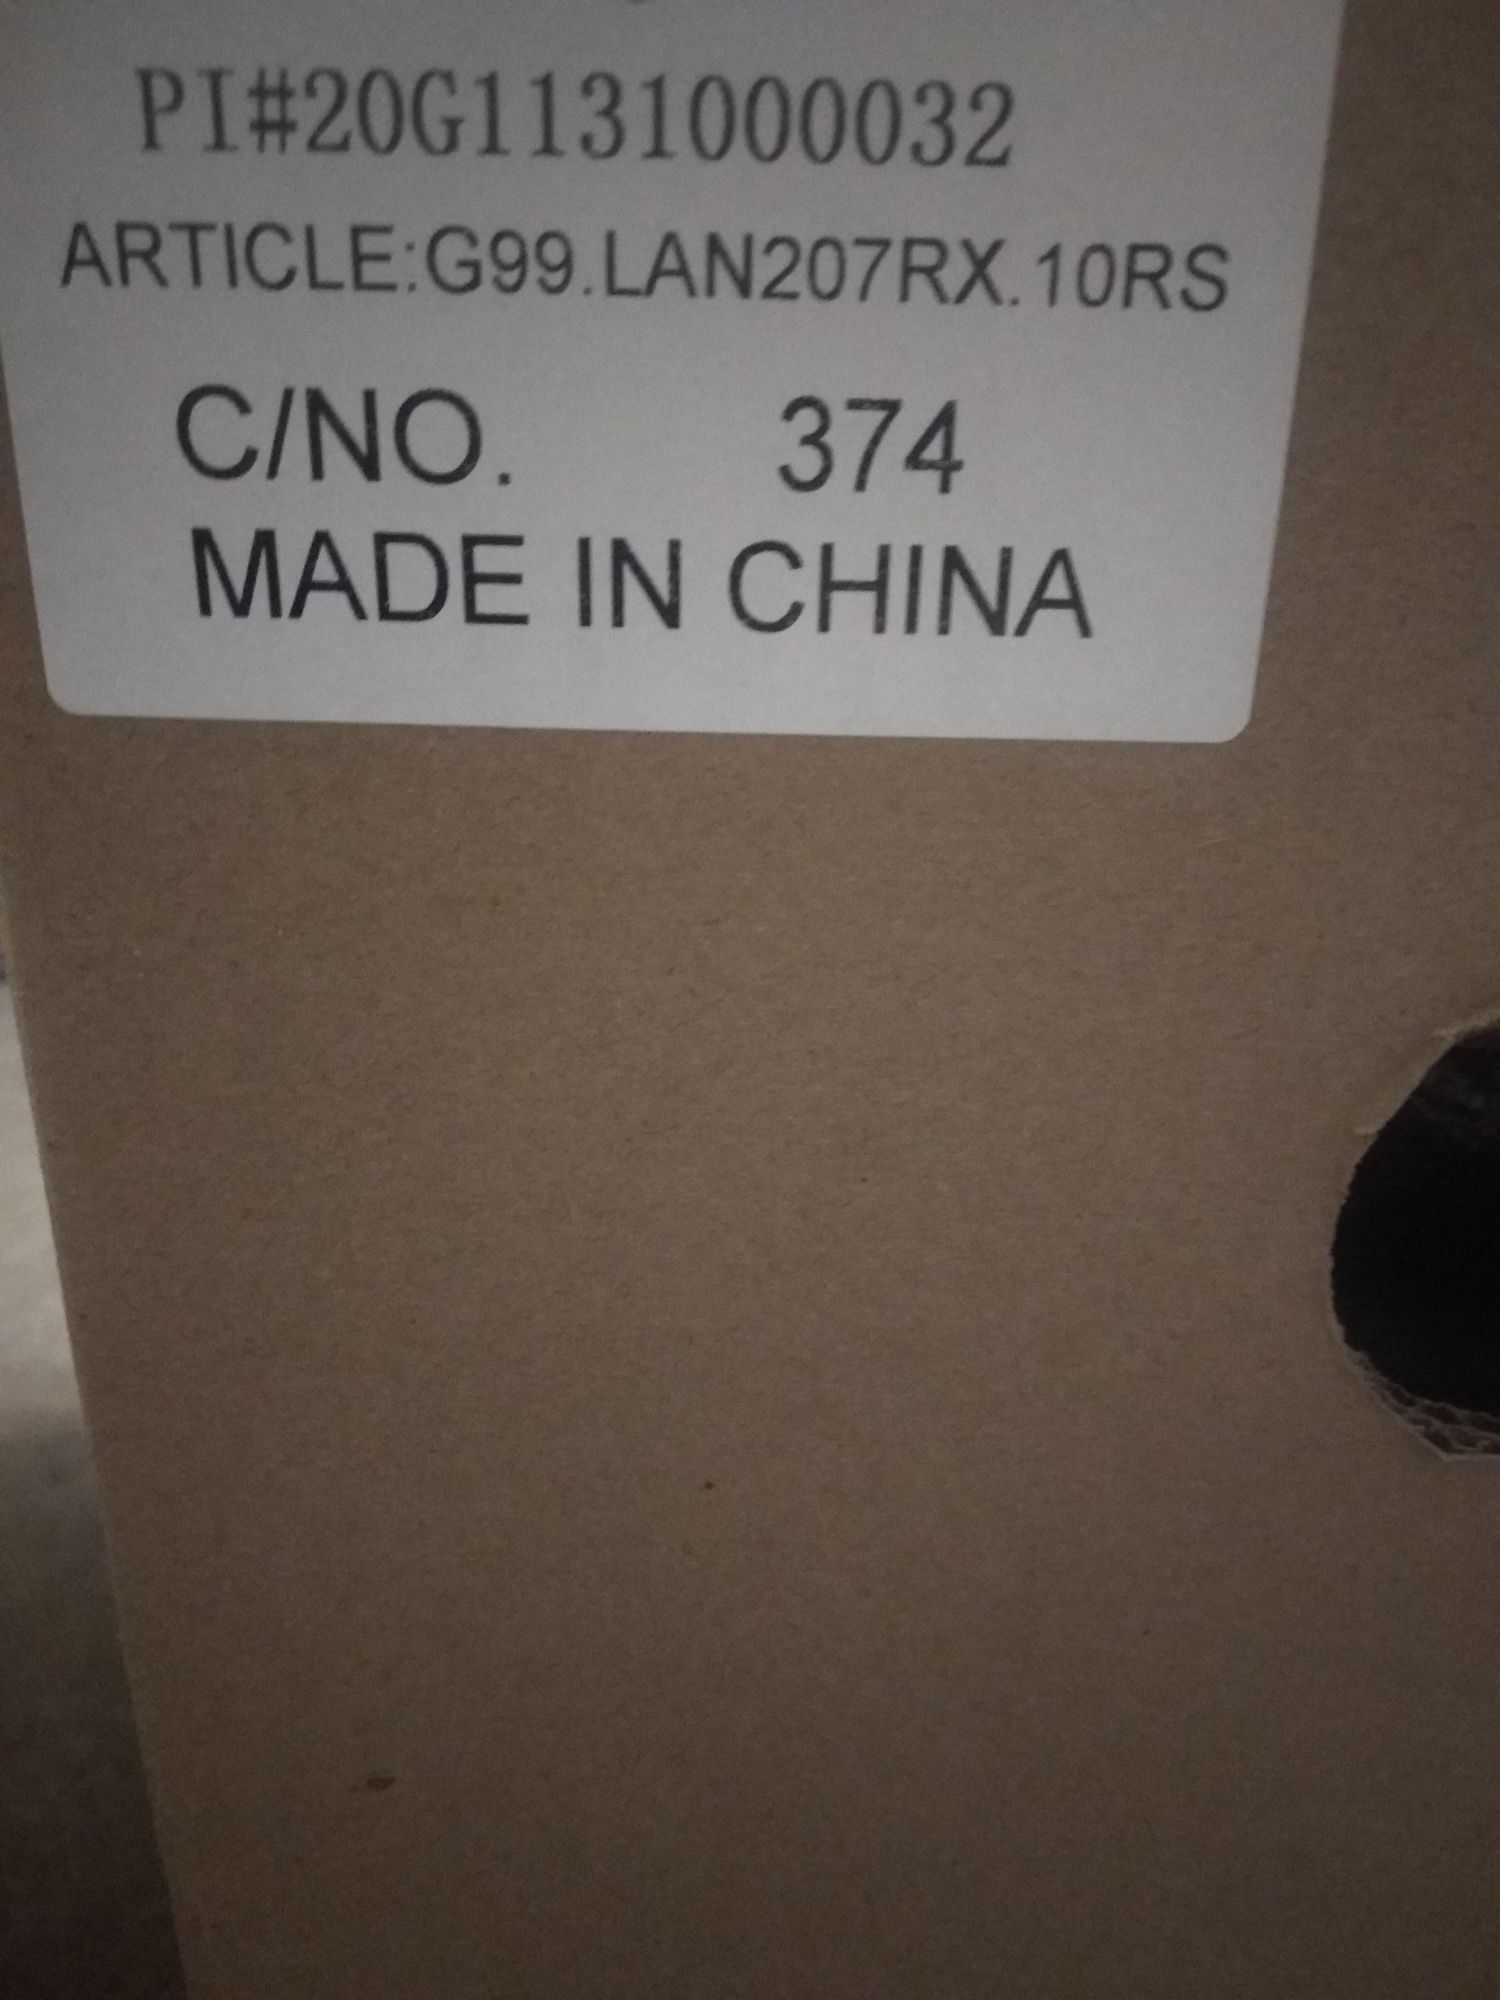 PI#20G1131000032
ARTICLE:G99.LAN207RX.10RS
C/NO. 374
MADE IN CHINA